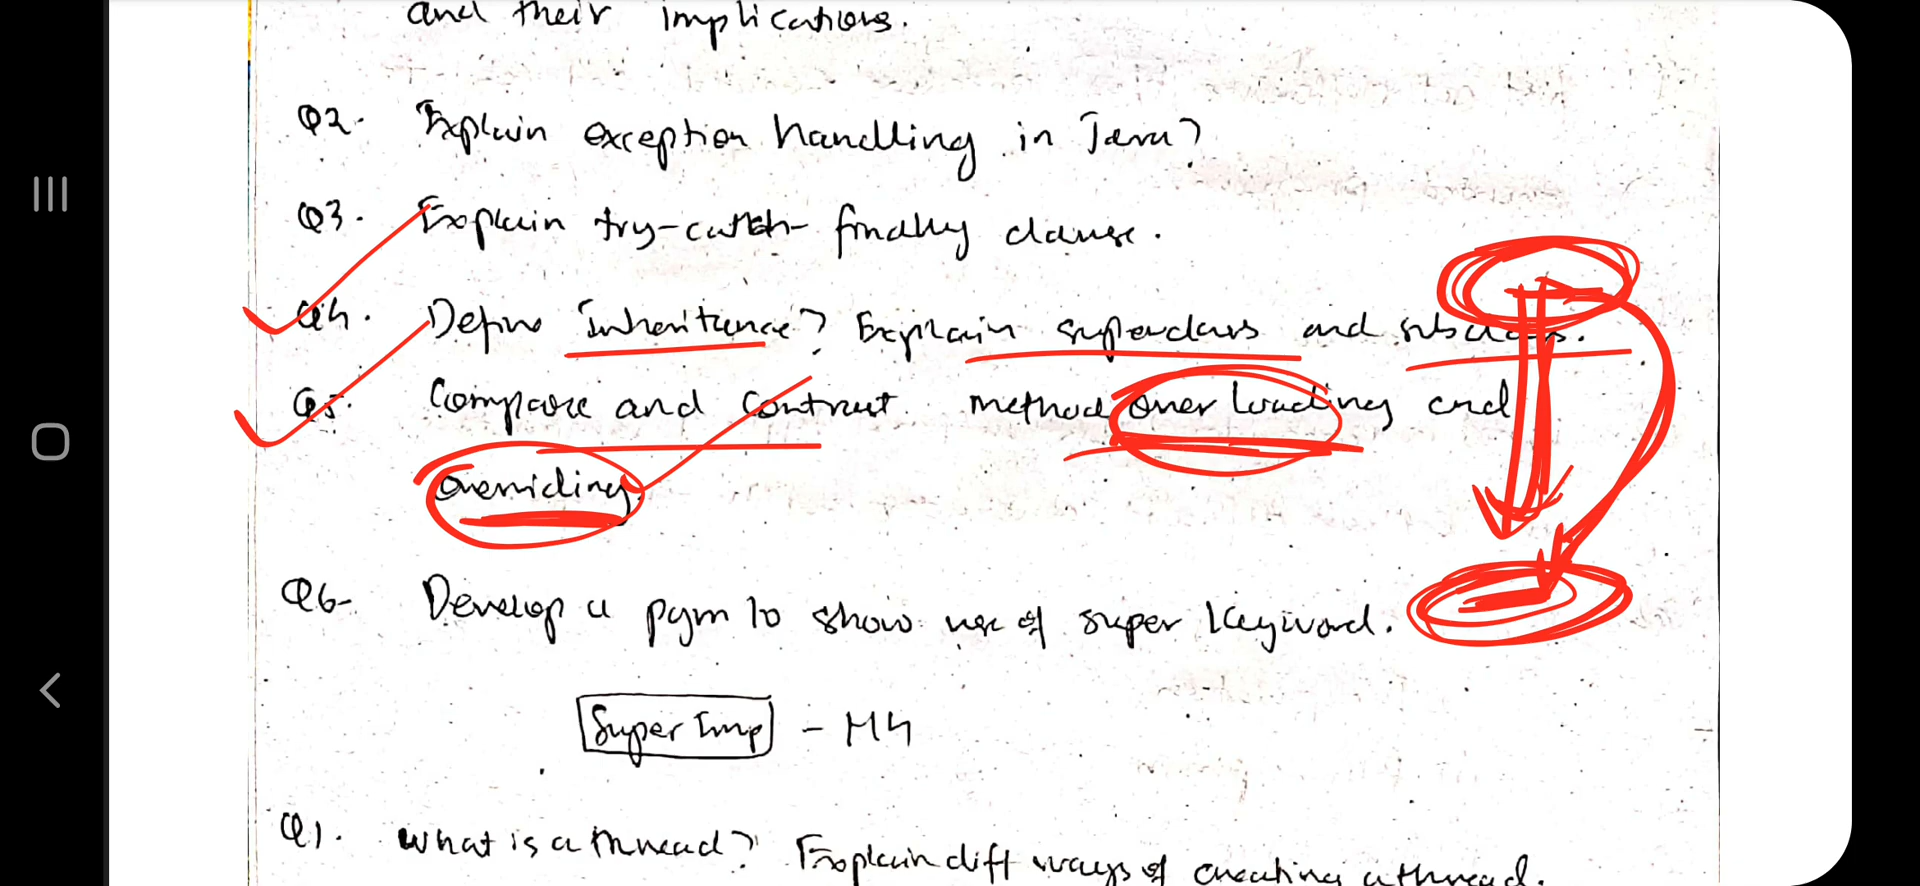 and their implications.
Q2. Explain exception handling in Java?
Q3. Explain try-catch-finally clause.
Q4. Define Inheritance? Explain superclass and subclass.
Q5. Compare and contrast method overloading and
overriding.
Q6- Develop a pgm to show use of super keyword.
Super Imp - M4
Q1. What is a thread? Explain diff ways of creating a thread.